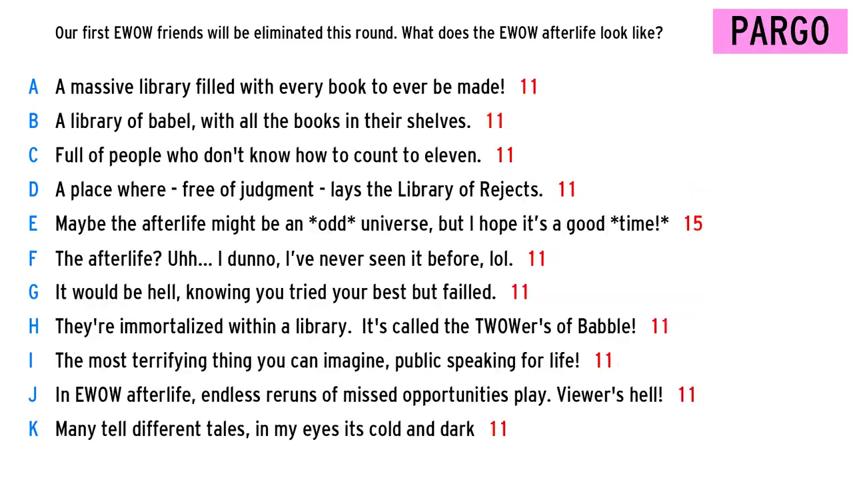 Our first EWOW friends will be eliminated this round. What does the EWOW afterlife look like?
PARGO
A A massive library filled with every book to ever be made! 11
B A library of babel, with all the books in their shelves. 11
C Full of people who don't know how to count to eleven. 11
D A place where - free of judgment - lays the Library of Rejects. 11
E Maybe the afterlife might be an *odd* universe, but I hope it’s a good *time!* 15
F The afterlife? Uhh... I dunno, I’ve never seen it before, lol. 11
G It would be hell, knowing you tried your best but failled. 11
H They're immortalized within a library.  It's called the TWOWer's of Babble! 11
I The most terrifying thing you can imagine, public speaking for life! 11
J In EWOW afterlife, endless reruns of missed opportunities play. Viewer's hell! 11
K Many tell different tales, in my eyes its cold and dark 11